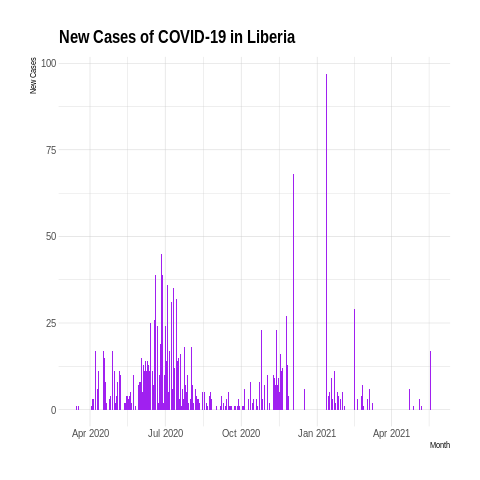 New Cases of COVID-19 in Liberia
New Cases
100
75
50
25
0
Apr 2020 Jul 2020 Oct 2020 Jan 2021 Apr 2021
Month